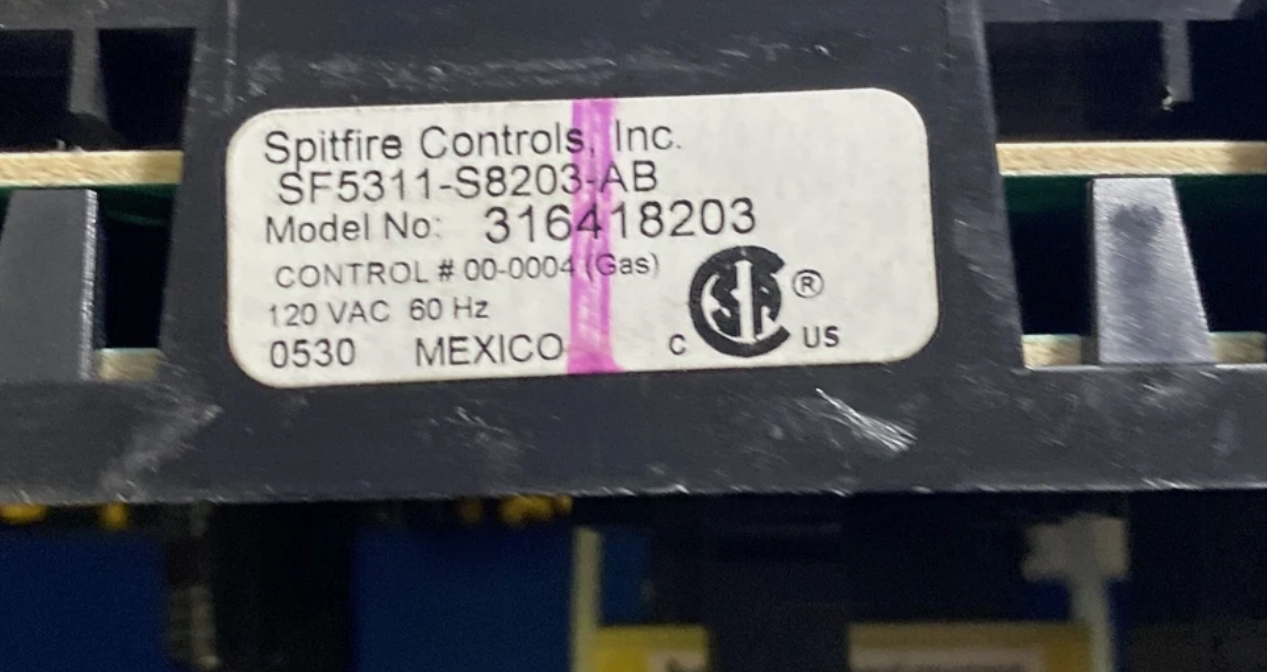 Spitfire Controls, Inc.
SF5311-S8203-AB
Model No: 316418203
CONTROL # 00-0004 (Gas)
120 VAC 60 Hz
0530 MEXICO
C SA ® US